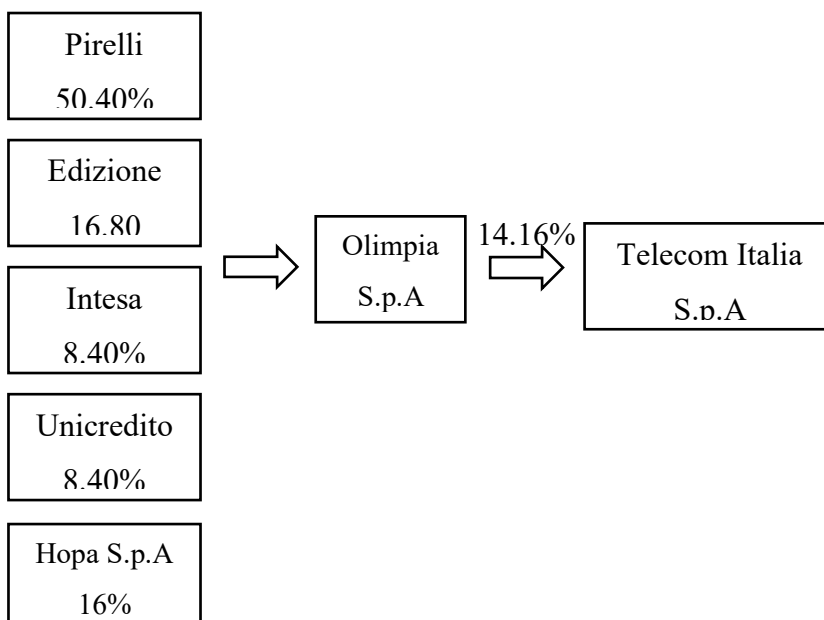 Pirelli
50.40%
Edizione
16.80
Intesa
8.40%
Unicredito
8.40%
Hopa S.p.A
16%
Olimpia
S.p.A
14.16%
Telecom Italia
S.p.A